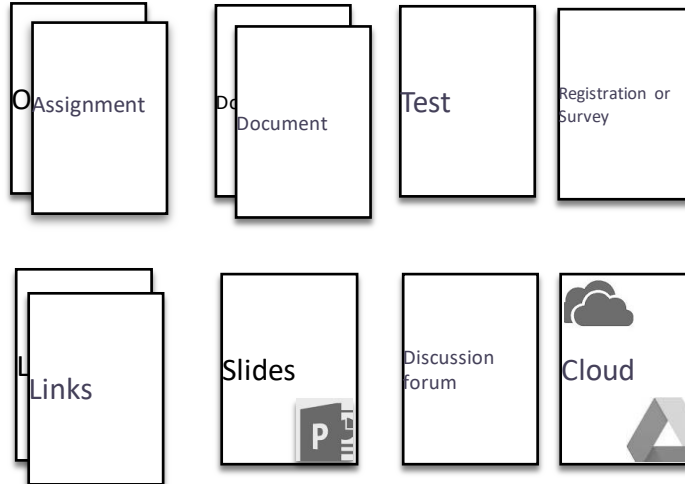 Assignment
Document
Test
Registration or
Survey
Links
Slides
P
Discussion
forum
Cloud